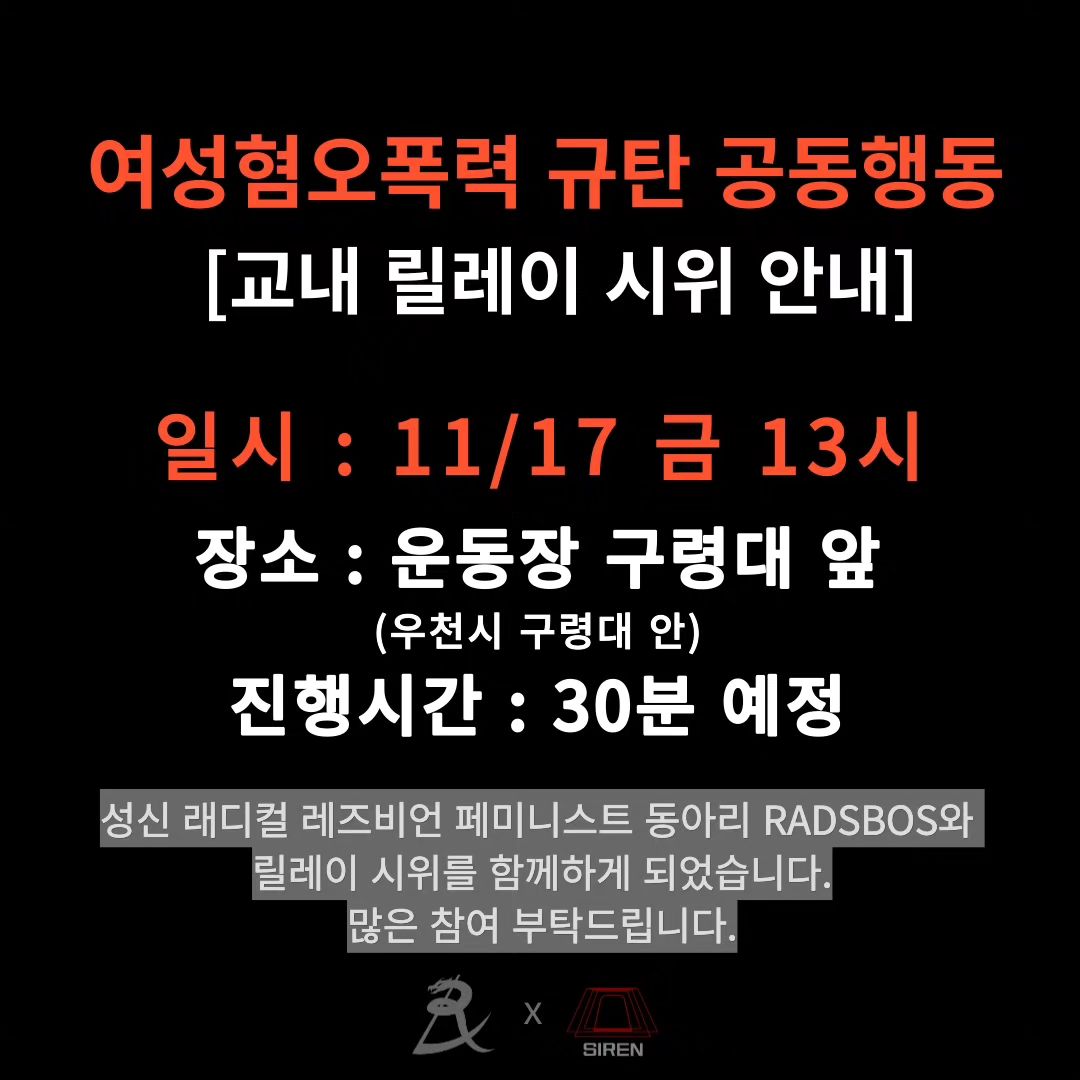 여성혐오폭력 규탄 공동행동
[교내 릴레이 시위 안내]
일시 : 11/17 금 13시
장소 : 운동장 구령대 앞
(우천시 구령대 안)
진행시간 : 30분 예정
성신 래디컬 레즈비언 페미니스트 동아리 RADSBOS와
릴레이 시위를 함께하게 되었습니다.
많은 참여 부탁드립니다.
X
SIREN